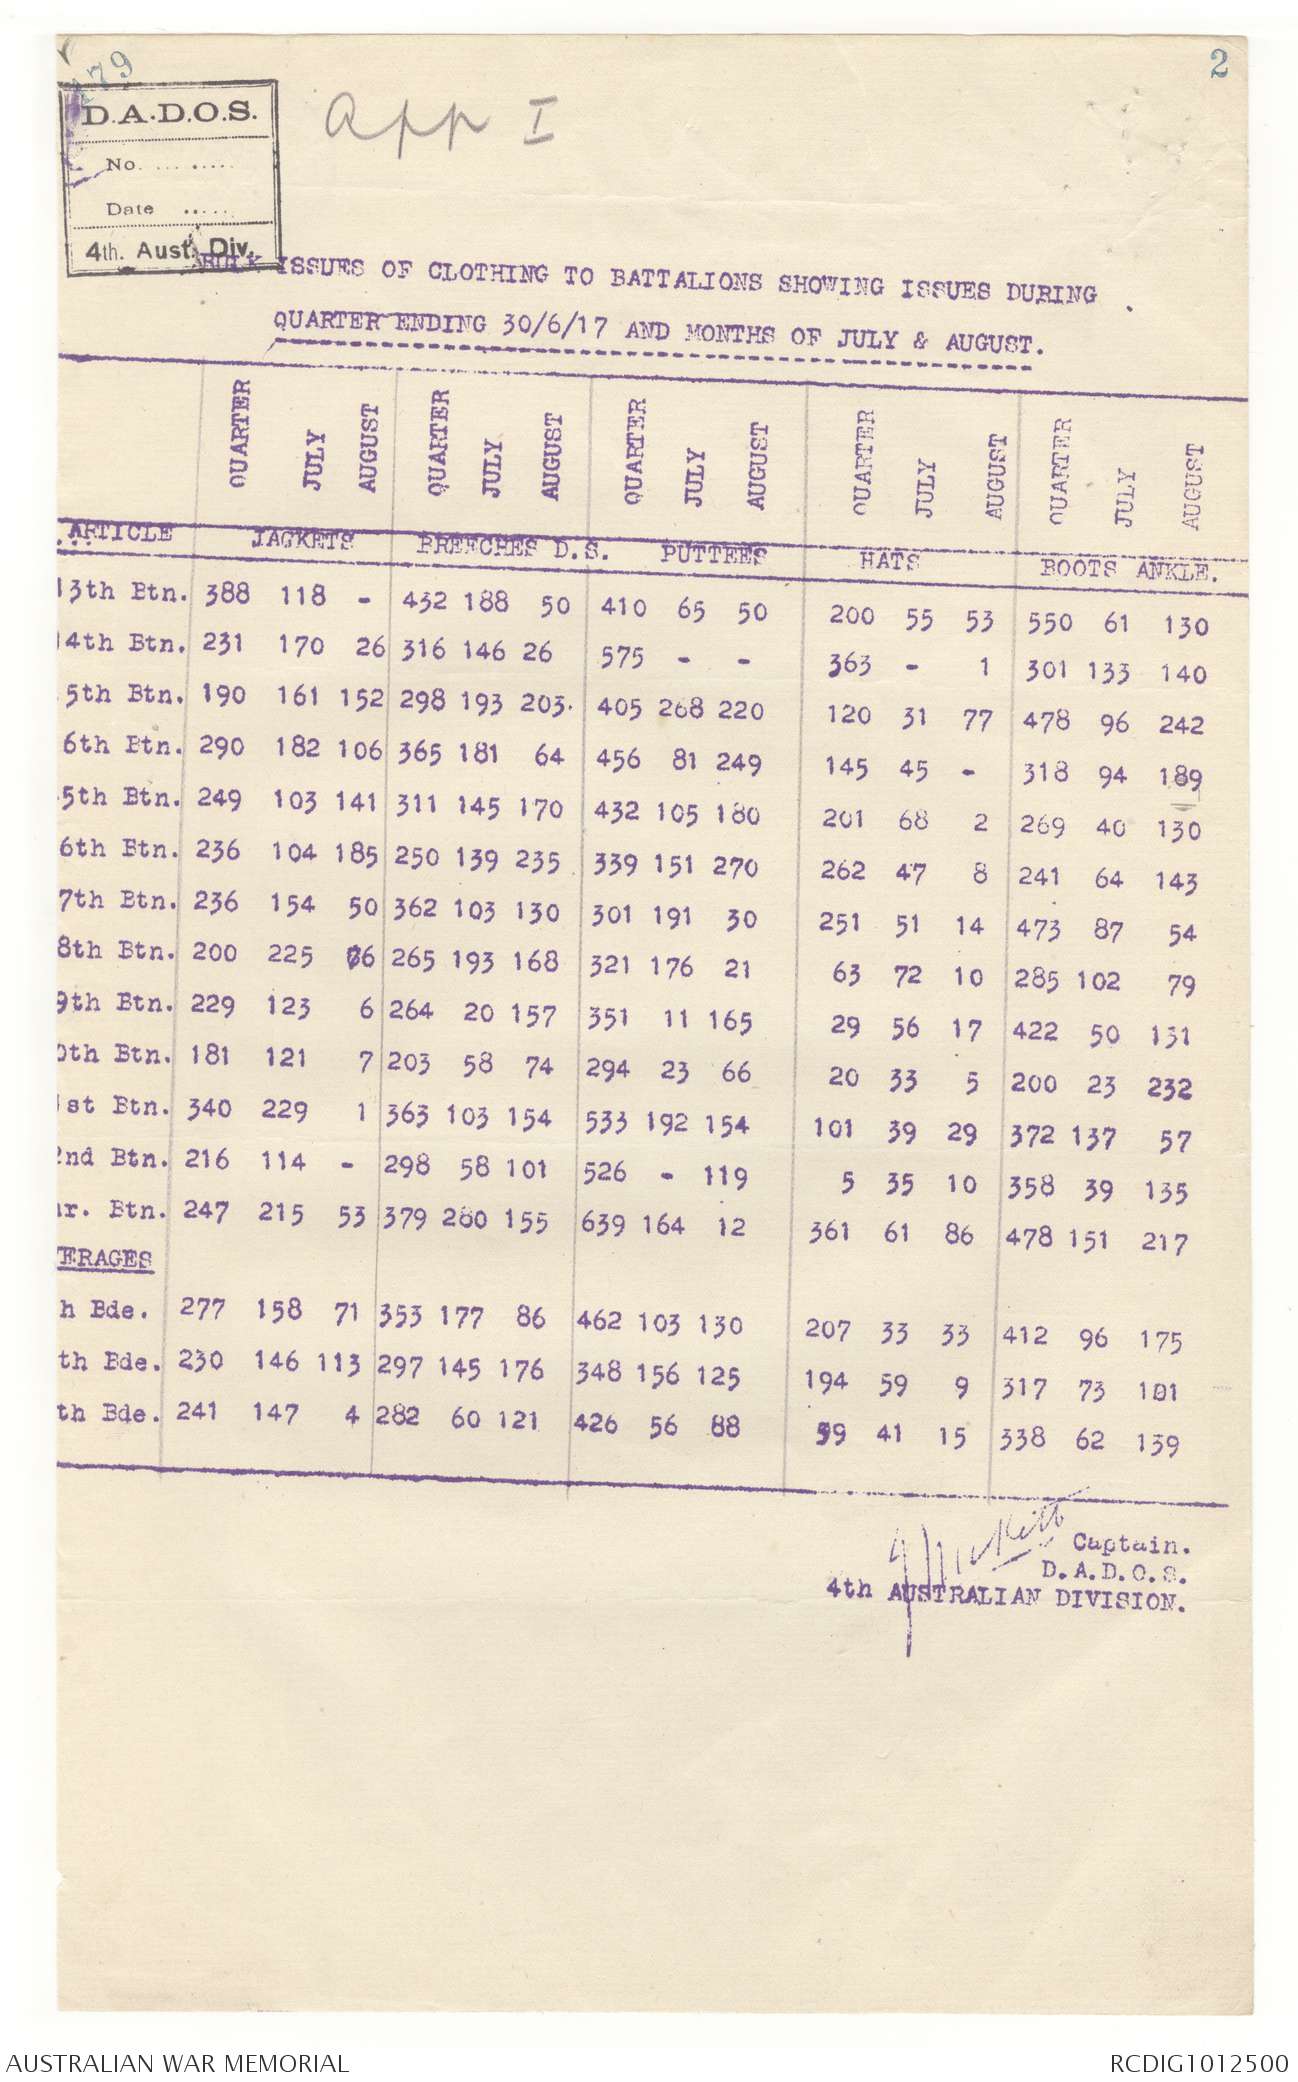 2
179
D.A.D.O.S.
No. .... .....
Date .....
4th. Aust. Div.
App I
BULK ISSUES OF CLOTHING TO BATTALIONS SHOWING ISSUES DURING
QUARTER ENDING 30/6/17 AND MONTHS OF JULY & AUGUST.
QUARTER JULY AUGUST QUARTER JULY AUGUST QUARTER JULY AUGUST QUARTER JULY AUGUST QUARTER JULY AUGUST
ARTICLE JACKETS BREECHES D.S. PUTTEES HATS BOOTS ANKLE.
13th Btn. 388 118 - 432 188 50 410 65 50 200 55 53 550 61 130
14th Btn. 231 170 26 316 146 26 575 - - 363 - 1 301 133 140
5th Btn. 190 161 152 298 193 203. 405 268 220 120 31 77 478 96 242
6th Btn. 290 182 106 365 181 64 456 81 249 145 45 - 318 94 189
5th Btn. 249 103 141 311 145 170 432 105 180 201 68 2 269 40 130
6th Btn. 236 104 185 250 139 235 339 151 270 262 47 8 241 64 143
7th Btn. 236 154 50 362 103 130 301 191 30 251 51 14 473 87 54
8th Btn. 200 225 76 265 193 168 321 176 21 63 72 10 285 102 79
9th Btn. 229 123 6 264 20 157 351 11 165 29 56 17 422 50 131
0th Btn. 181 121 7 203 58 74 294 23 66 20 33 5 200 23 232
1st Btn. 340 229 1 363 103 154 533 192 154 101 39 29 372 137 57
2nd Btn. 216 114 - 298 58 101 526 - 119 5 35 10 358 39 135
r. Btn. 247 215 53 379 260 155 639 164 12 361 61 86 478 151 217
VERAGES
h Bde. 277 158 71 353 177 86 462 103 130 207 33 33 412 96 175
th Bde. 230 146 113 297 145 176 348 156 125 194 59 9 317 73 101
th Bde. 241 147 4 282 60 121 426 56 88 39 41 15 338 62 139
Captain.
D.A.D.O.S.
4th AUSTRALIAN DIVISION.
AUSTRALIAN WAR MEMORIAL RCDIG1012500